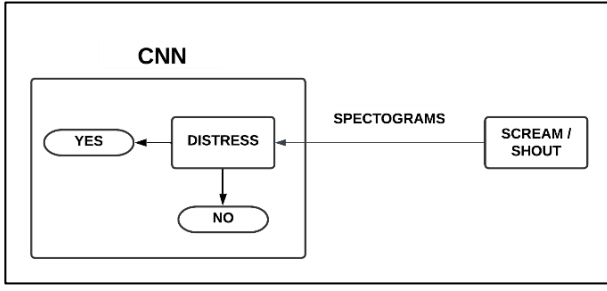 CNN
SPECTOGRAMS
YES
DISTRESS
SCREAM /
SHOUT
NO